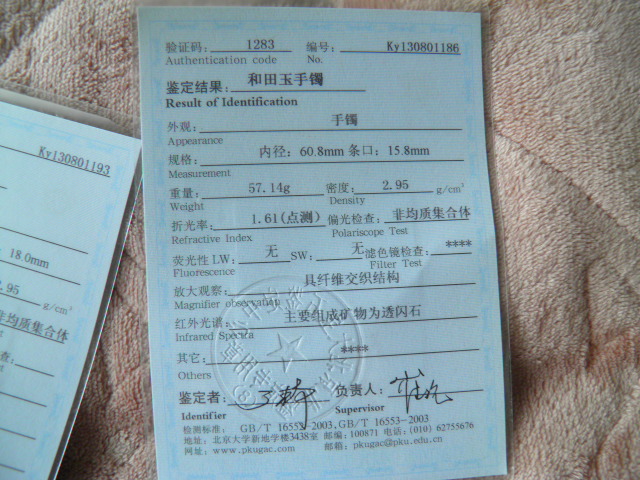 验证码: 1283 编号: Ky130801186
Authentication code No.
鉴定结果: 和田玉手镯
Result of Identification
外观: 手镯
Appearance
规格: 内径: 60.8mm 条口: 15.8mm
Measurement
重量: 57.14g 密度: 2.95 g/cm³
Weight Density
折光率: 1.61(点测) 偏光检查: 非均质集合体
Refractive Index Polariscope Test
荧光性 LW: 无 SW: 无 滤色镜检查: ****
Fluorescence Filter Test
放大观察: 具纤维交织结构
Magnifier observation
红外光谱: 主要组成矿物为透闪石
Infrared Spectra
其它: ****
Others
鉴定者: 负责人:
Identifier Supervisor
检测标准: GB/T 16552-2003,GB/T 16553-2003
地址: 北京大学新地学楼3438室 邮编: 100871 电话: (010) 62755676
网址: www.pkugac.com 邮箱: pkugac@pku.edu.cn
Ky130801193
18.0mm
.95 g/cm³
非均质集合体
检查: